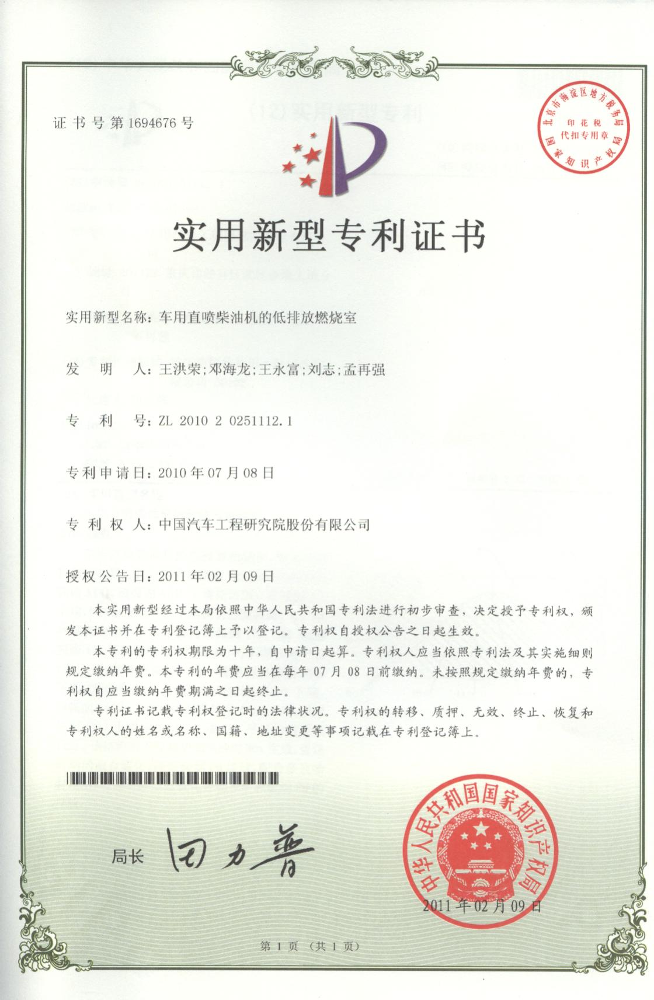 证书号第1694676号
北京市海淀区地方税务局
印花税
代扣专用章
国家知识产权局
实用新型专利证书
实用新型名称：车用直喷柴油机的低排放燃烧室
发明人：王洪荣;邓海龙;王永富;刘志;孟再强
专利号：ZL 2010 2 0251112.1
专利申请日：2010年07月08日
专利权人：中国汽车工程研究院股份有限公司
授权公告日：2011年02月09日
本实用新型经过本局依照中华人民共和国专利法进行初步审查，决定授予专利权，颁
发本证书并在专利登记簿上予以登记。专利权自授权公告之日起生效。
本专利的专利权期限为十年，自申请日起算。专利权人应当依照专利法及其实施细则
规定缴纳年费。本专利的年费应当在每年07月08日前缴纳。未按照规定缴纳年费的，专
利权自应当缴纳年费期满之日起终止。
专利证书记载专利权登记时的法律状况。专利权的转移、质押、无效、终止、恢复和
专利权人的姓名或名称、国籍、地址变更等事项记载在专利登记簿上。
局长 田力普
中华人民共和国国家知识产权局
2011年02月09日
第1页（共1页）